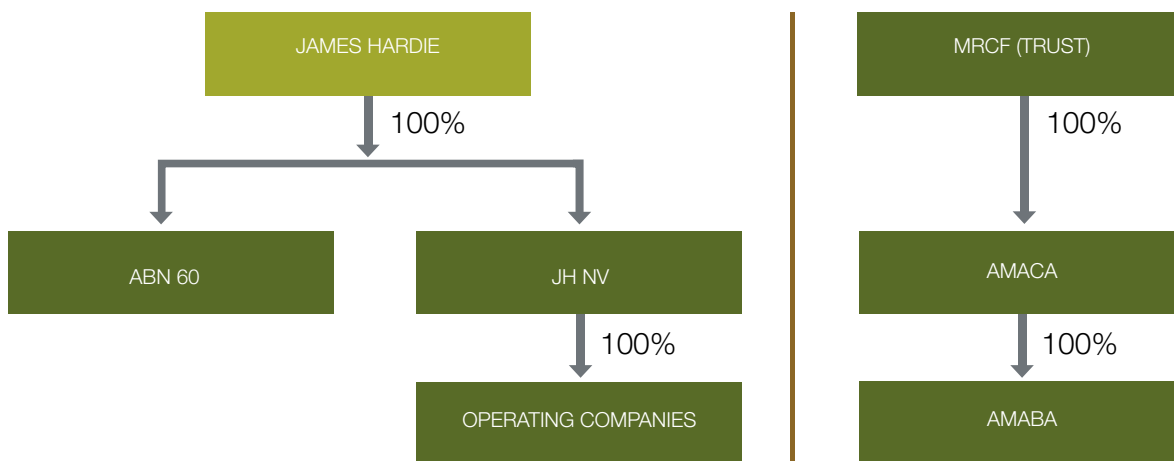 JAMES HARDIE
MRCF (TRUST)
100%
100%
ABN 60
JH NV
AMACA
100%
100%
OPERATING COMPANIES
AMABA